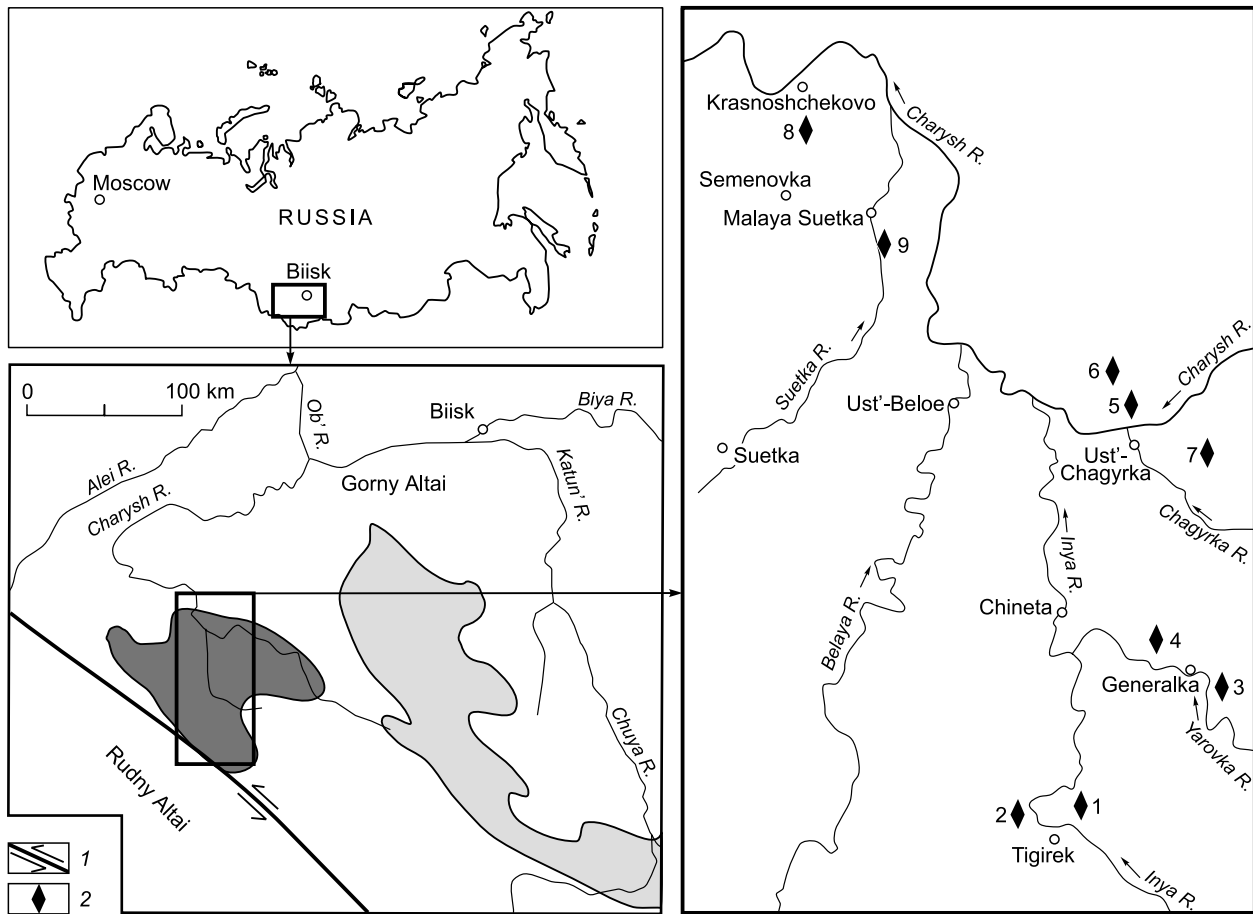 Moscow
RUSSIA
Biisk
0 100 km
Ob' R.
Biisk
Biya R.
Alei R.
Charysh R.
Gorny Altai
Katun' R.
Rudny Altai
Chuya R.
1
2
Krasnoshchekovo
8
Charysh R.
Semenovka
Malaya Suetka
9
Suetka R.
6
Charysh R.
5
Ust'-Beloe
Suetka
Ust'-
Chagyrka
7
Chagyrka R.
Inya R.
Belaya R.
Chineta
4
Generalka
3
Yarovka R.
2
1
Tigirek
Inya R.